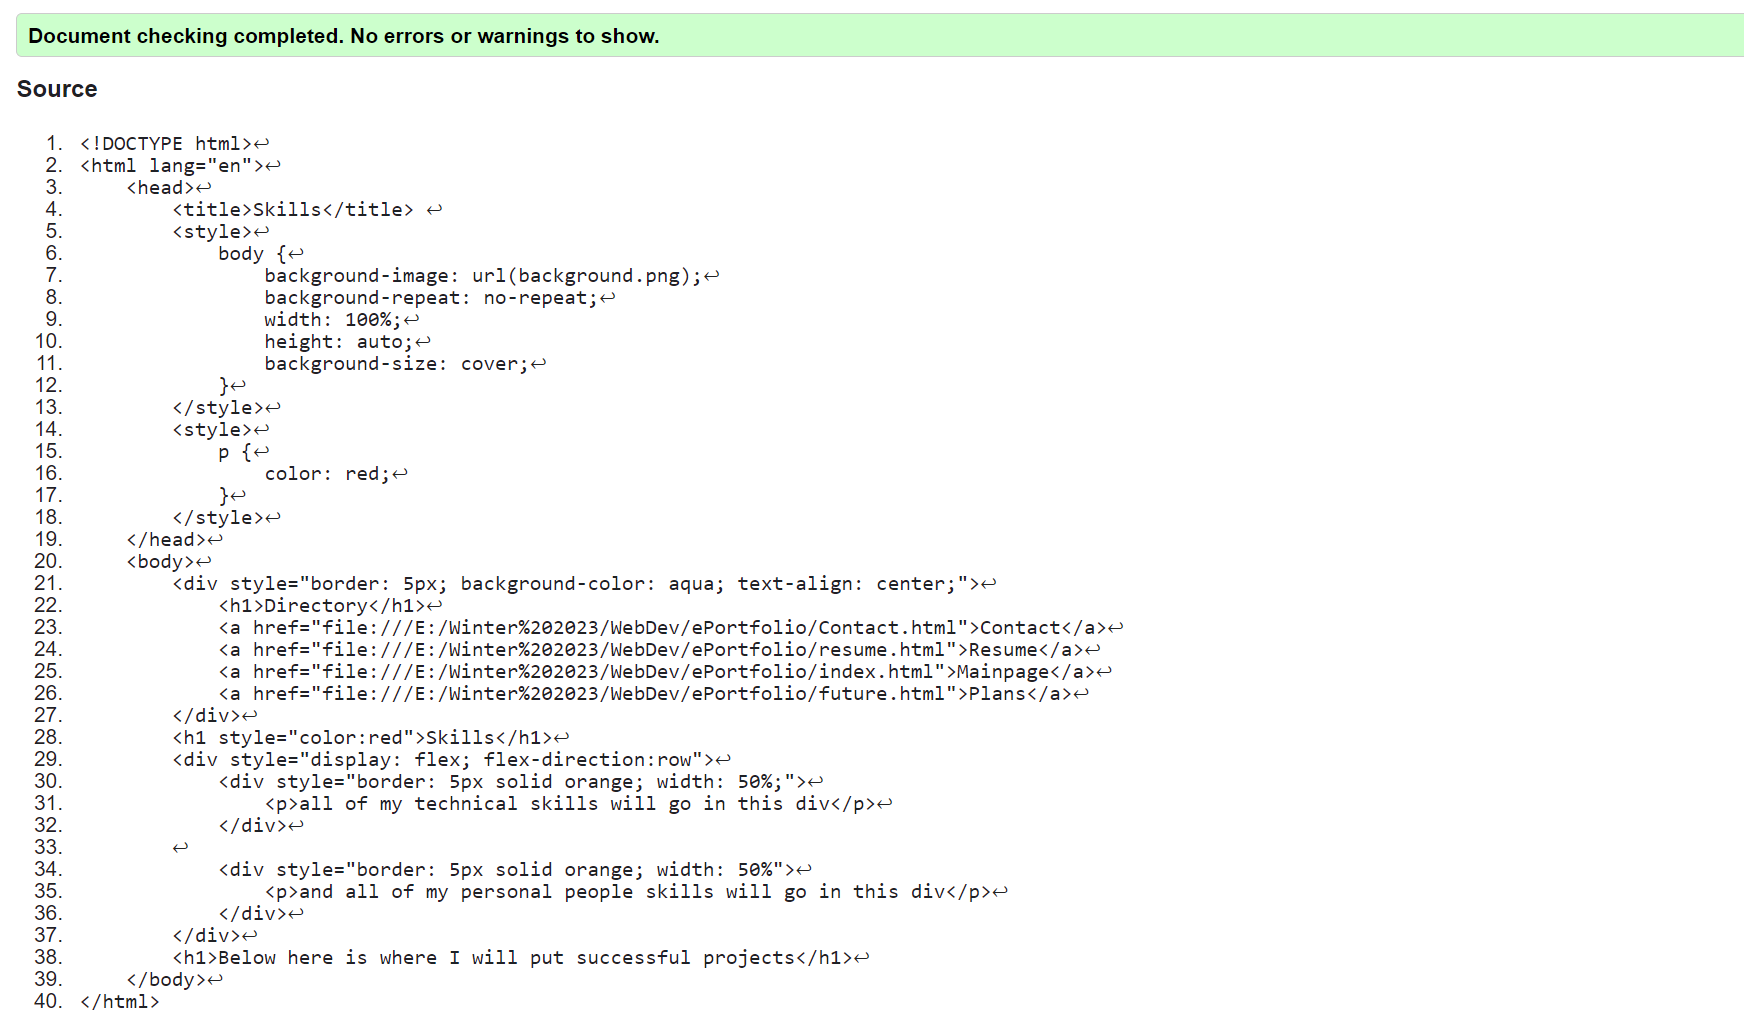 Document checking completed. No errors or warnings to show.
Source
1. <!DOCTYPE html>↩
2. <html lang="en">↩
3.     <head>↩
4.         <title>Skills</title> ↩
5.         <style>↩
6.             body {↩
7.                 background-image: url(background.png);↩
8.                 background-repeat: no-repeat;↩
9.                 width: 100%;↩
10.                 height: auto;↩
11.                 background-size: cover;↩
12.             }↩
13.         </style>↩
14.         <style>↩
15.             p {↩
16.                 color: red;↩
17.             }↩
18.         </style>↩
19.     </head>↩
20.     <body>↩
21.         <div style="border: 5px; background-color: aqua; text-align: center;">↩
22.             <h1>Directory</h1>↩
23.             <a href="file:///E:/Winter%202023/WebDev/ePortfolio/Contact.html">Contact</a>↩
24.             <a href="file:///E:/Winter%202023/WebDev/ePortfolio/resume.html">Resume</a>↩
25.             <a href="file:///E:/Winter%202023/WebDev/ePortfolio/index.html">Mainpage</a>↩
26.             <a href="file:///E:/Winter%202023/WebDev/ePortfolio/future.html">Plans</a>↩
27.         </div>↩
28.         <h1 style="color:red">Skills</h1>↩
29.         <div style="display: flex; flex-direction:row">↩
30.             <div style="border: 5px solid orange; width: 50%;">↩
31.                 <p>all of my technical skills will go in this div</p>↩
32.             </div>↩
33.         ↩
34.             <div style="border: 5px solid orange; width: 50%">↩
35.                 <p>and all of my personal people skills will go in this div</p>↩
36.             </div>↩
37.         </div>↩
38.         <h1>Below here is where I will put successful projects</h1>↩
39.     </body>↩
40. </html>